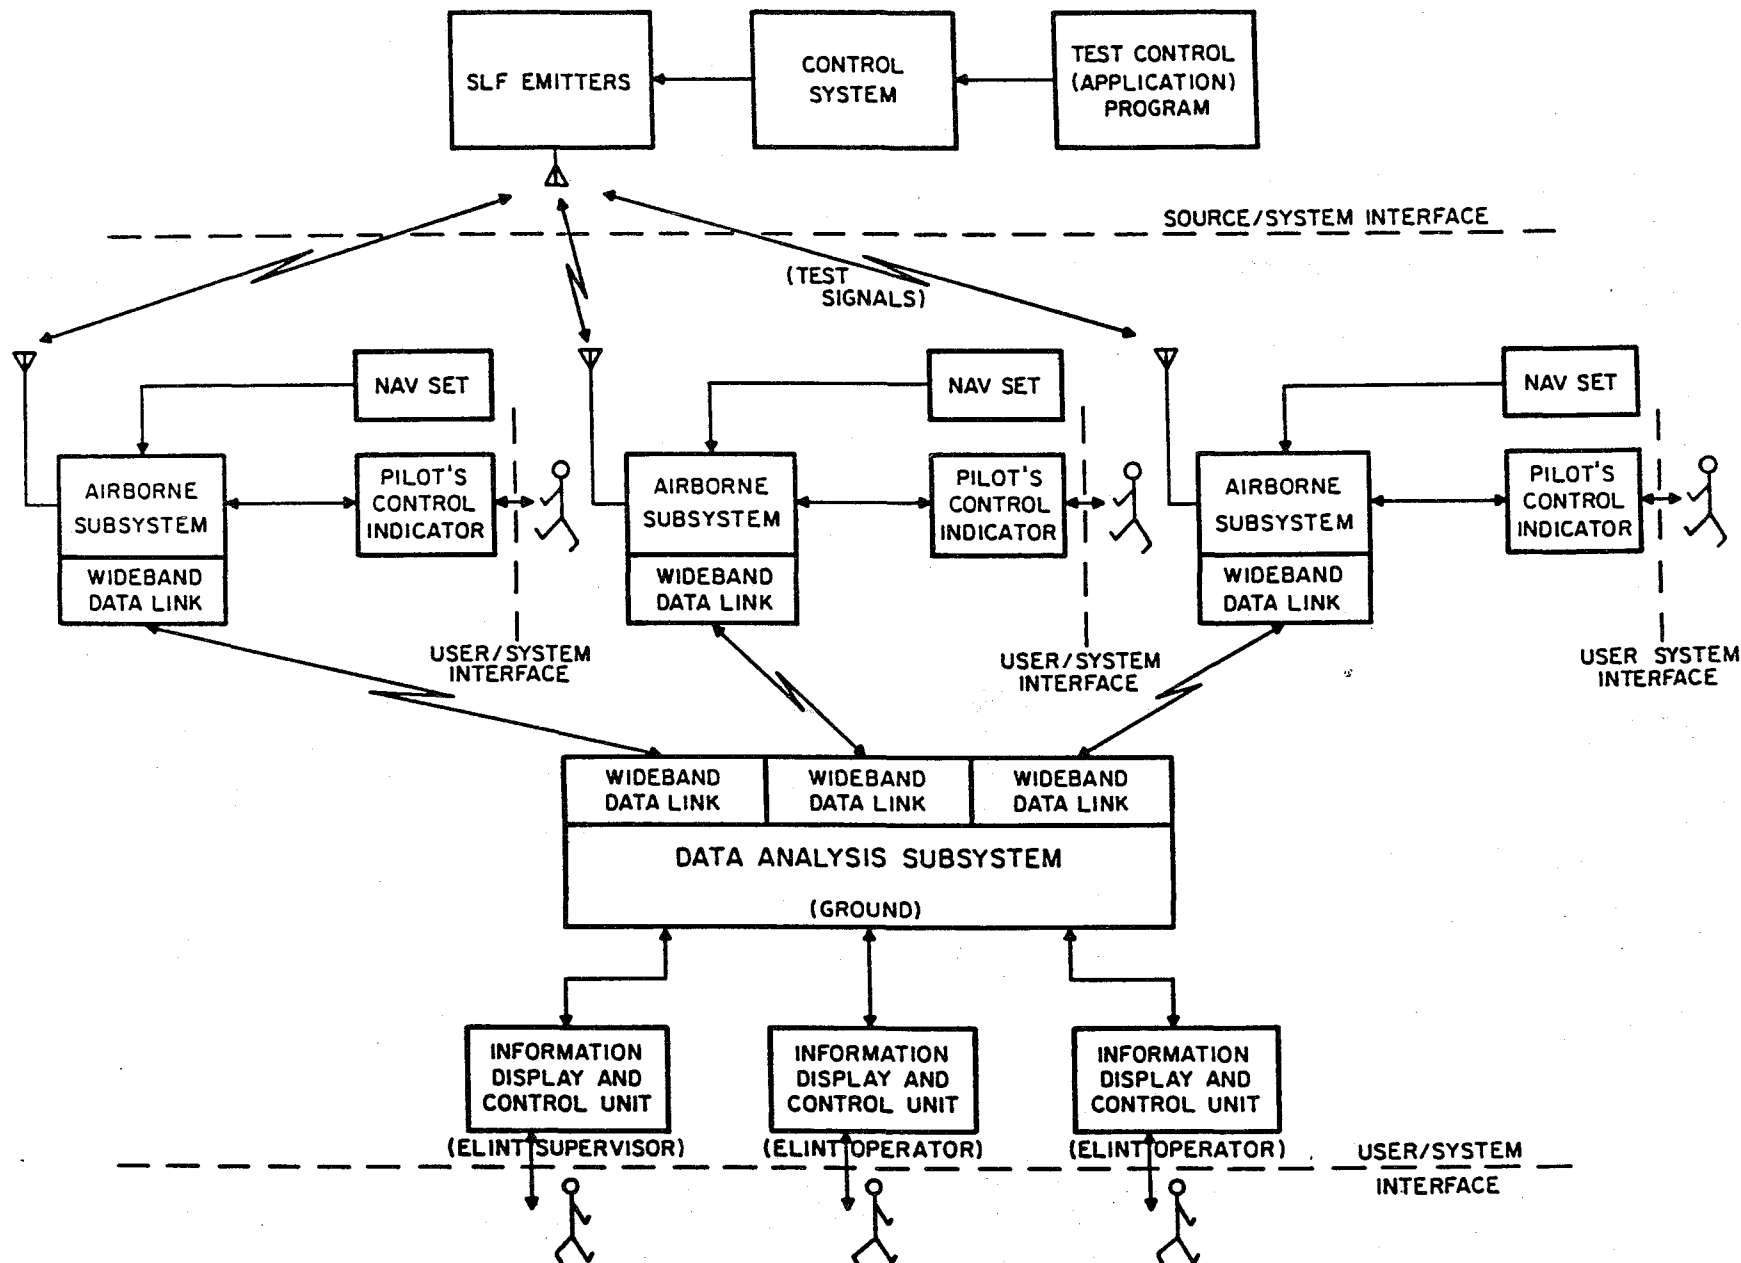 SLF EMITTERS
CONTROL
SYSTEM
TEST CONTROL
(APPLICATION)
PROGRAM
SOURCE/SYSTEM INTERFACE
(TEST
SIGNALS)
NAV SET
NAV SET
NAV SET
AIRBORNE
SUBSYSTEM
WIDEBAND
DATA LINK
PILOT'S
CONTROL
INDICATOR
USER/SYSTEM
INTERFACE
AIRBORNE
SUBSYSTEM
WIDEBAND
DATA LINK
PILOT'S
CONTROL
INDICATOR
USER/SYSTEM
INTERFACE
AIRBORNE
SUBSYSTEM
WIDEBAND
DATA LINK
PILOT'S
CONTROL
INDICATOR
USER SYSTEM
INTERFACE
WIDEBAND
DATA LINK
WIDEBAND
DATA LINK
WIDEBAND
DATA LINK
DATA ANALYSIS SUBSYSTEM
(GROUND)
INFORMATION
DISPLAY AND
CONTROL UNIT
(ELINT SUPERVISOR)
INFORMATION
DISPLAY AND
CONTROL UNIT
(ELINT OPERATOR)
INFORMATION
DISPLAY AND
CONTROL UNIT
(ELINT OPERATOR)
USER/SYSTEM
INTERFACE